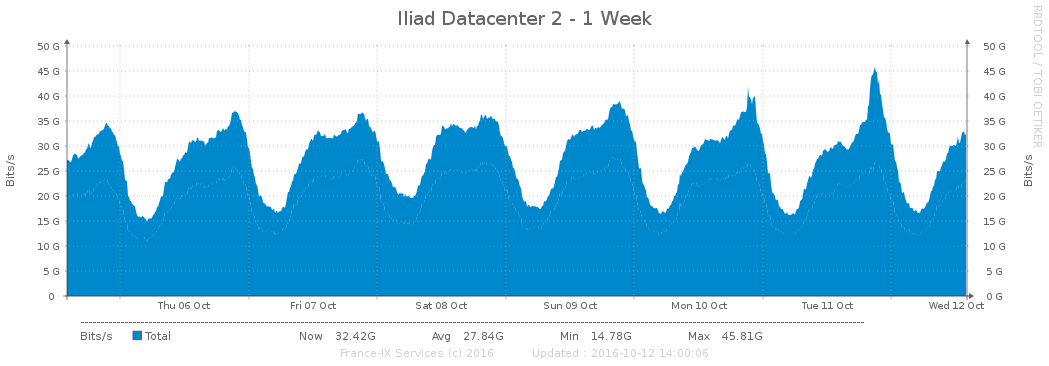 Iliad Datacenter 2 - 1 Week
RRDTOOL / TOBI OETIKER
Bits/s
50 G 50 G
45 G 45 G
40 G 40 G
35 G 35 G
30 G 30 G
25 G 25 G
20 G 20 G
15 G 15 G
10 G 10 G
5 G 5 G
0 0 G
Bits/s
Thu 06 Oct Fri 07 Oct Sat 08 Oct Sun 09 Oct Mon 10 Oct Tue 11 Oct Wed 12 Oct
Bits/s Total Now 32.42G Avg 27.84G Min 14.78G Max 45.81G
France-IX Services (c) 2016 Updated : 2016-10-12 14:00:06